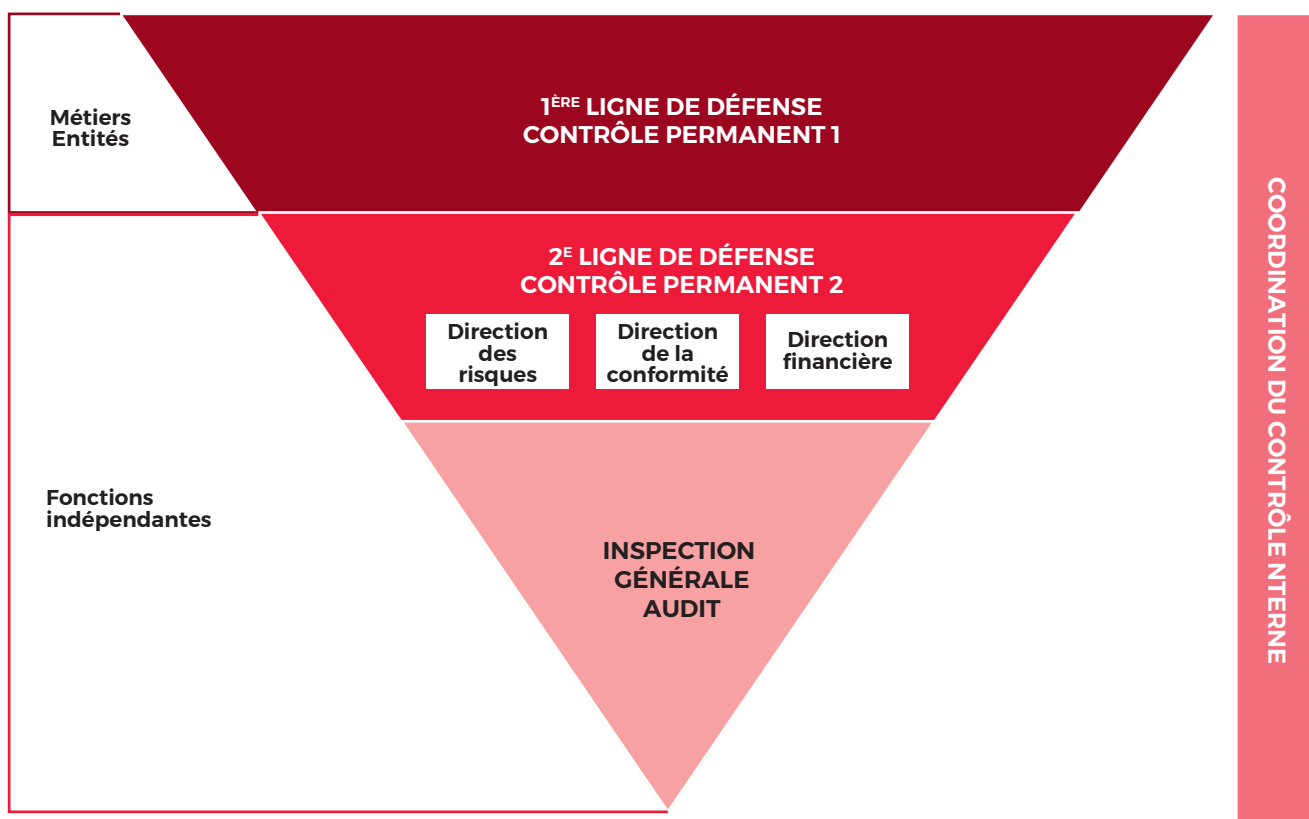 Métiers
Entités
1ÈRE LIGNE DE DÉFENSE
CONTRÔLE PERMANENT 1
2E LIGNE DE DÉFENSE
CONTRÔLE PERMANENT 2
Direction
des
risques
Direction
de la
conformité
Direction
financière
Fonctions
indépendantes
INSPECTION
GÉNÉRALE
AUDIT
COORDINATION DU CONTRÔLE NTERNE